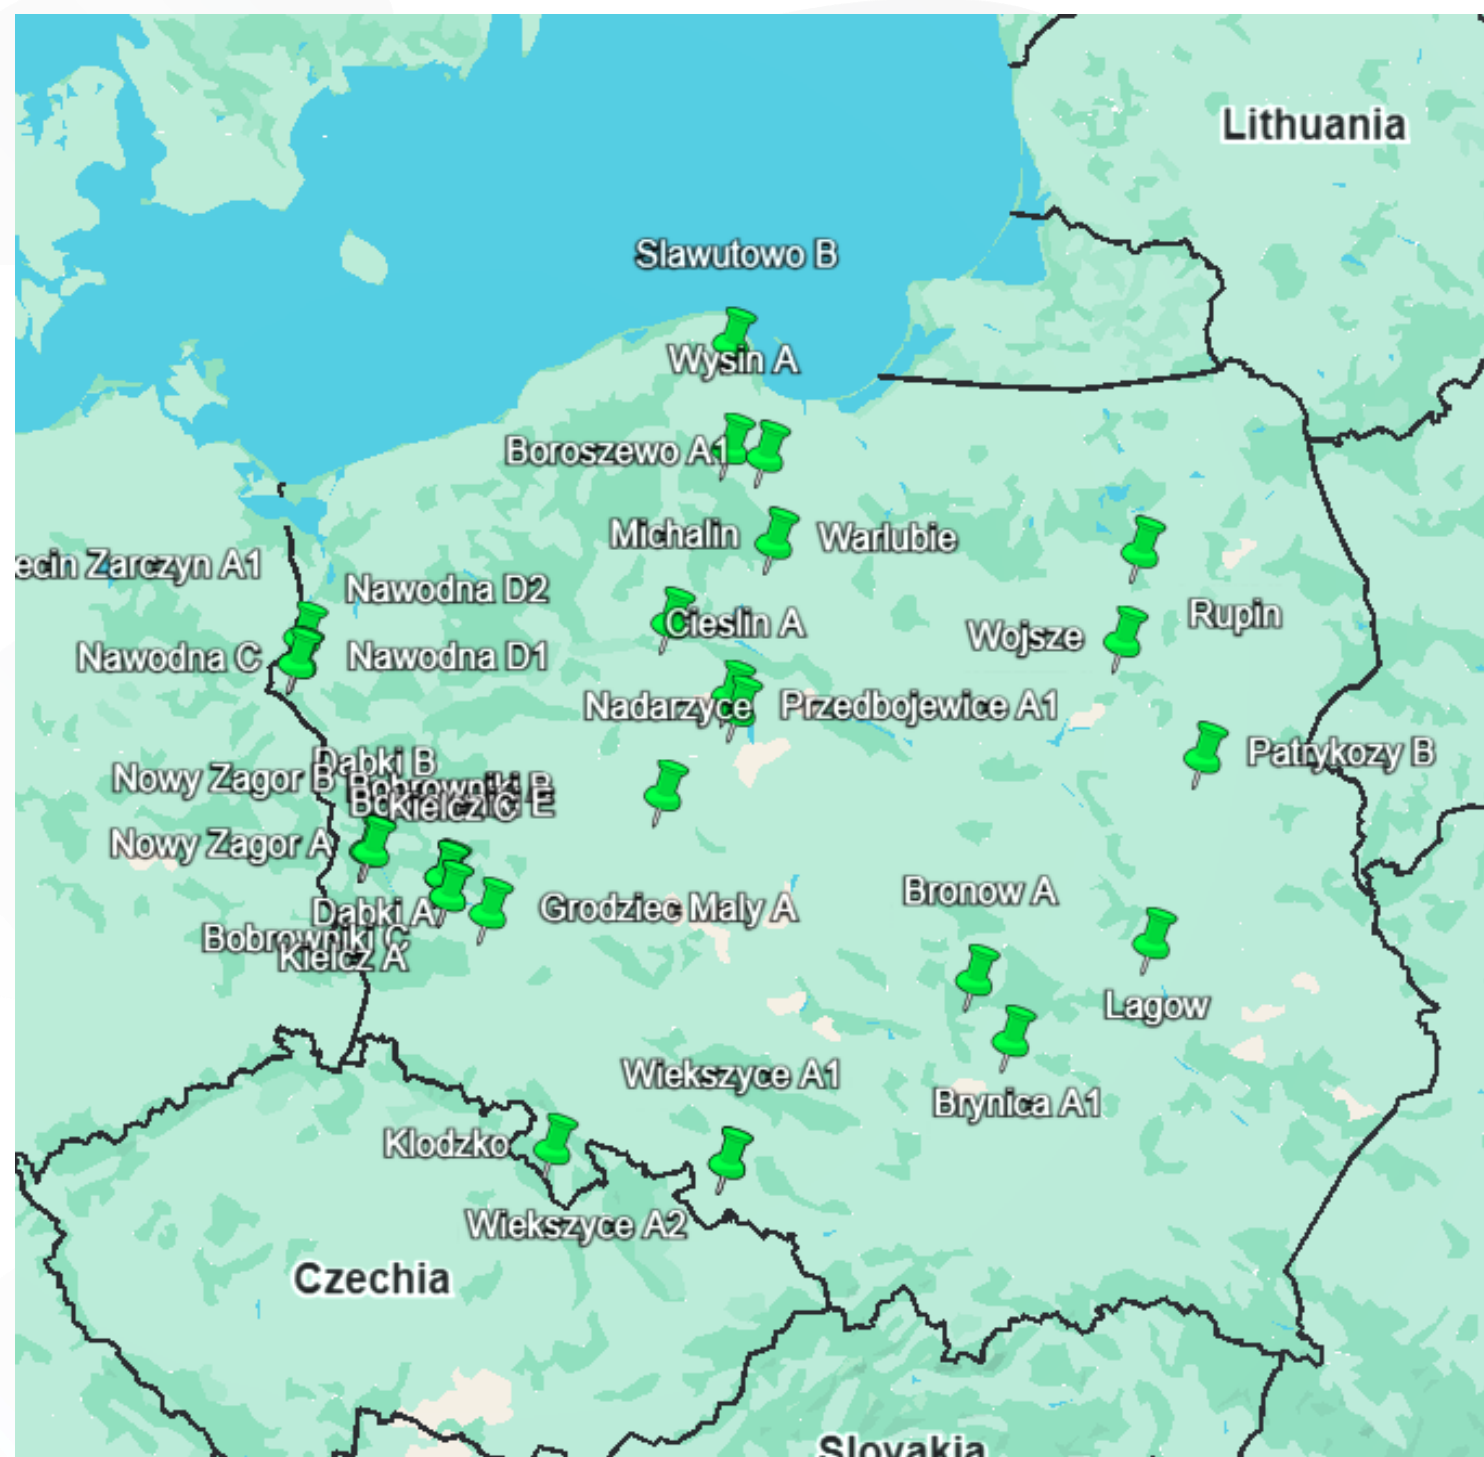 Lithuania
Slawutowo B
Wysin A
Boroszewo A1
Michalin
Warlubie
ecin Zarczyn A1
Nawodna D2
Rupin
Cieslin A
Wojsze
Nawodna C
Nawodna D1
Nadarzyce
Przedbojewice A1
Patrykozy B
Dabki B
Nowy Zagor B
Bobrowniki B
E
Kielcz C
Nowy Zagor A
Bronow A
Grodziec Maly A
Dabki A
Bobrowniki C
Kielcz A
Lagow
Wiekszyce A1
Brynica A1
Klodzko
Wiekszyce A2
Czechia
Slovakia